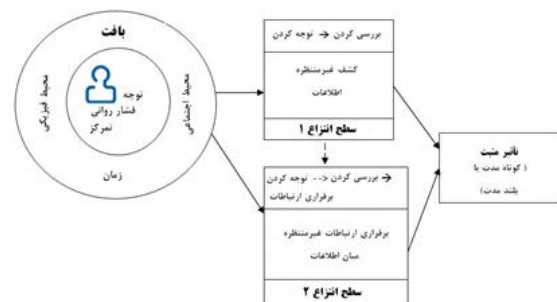 بافت
محیط فیزیکی
محیط اجتماعی
زمان
توجه
فشار روانی
تمرکز
توجه کردن → بررسی کردن
کشف غیرمنتظره
اطلاعات
سطح انتزاع ۱
توجه کردن --> بررسی کردن →
برقراری ارتباطات
برقراری ارتباطات غیرمنتظره
میان اطلاعات
سطح انتزاع ۲
تأثیر مثبت
( کوتاه مدت یا
بلند مدت)